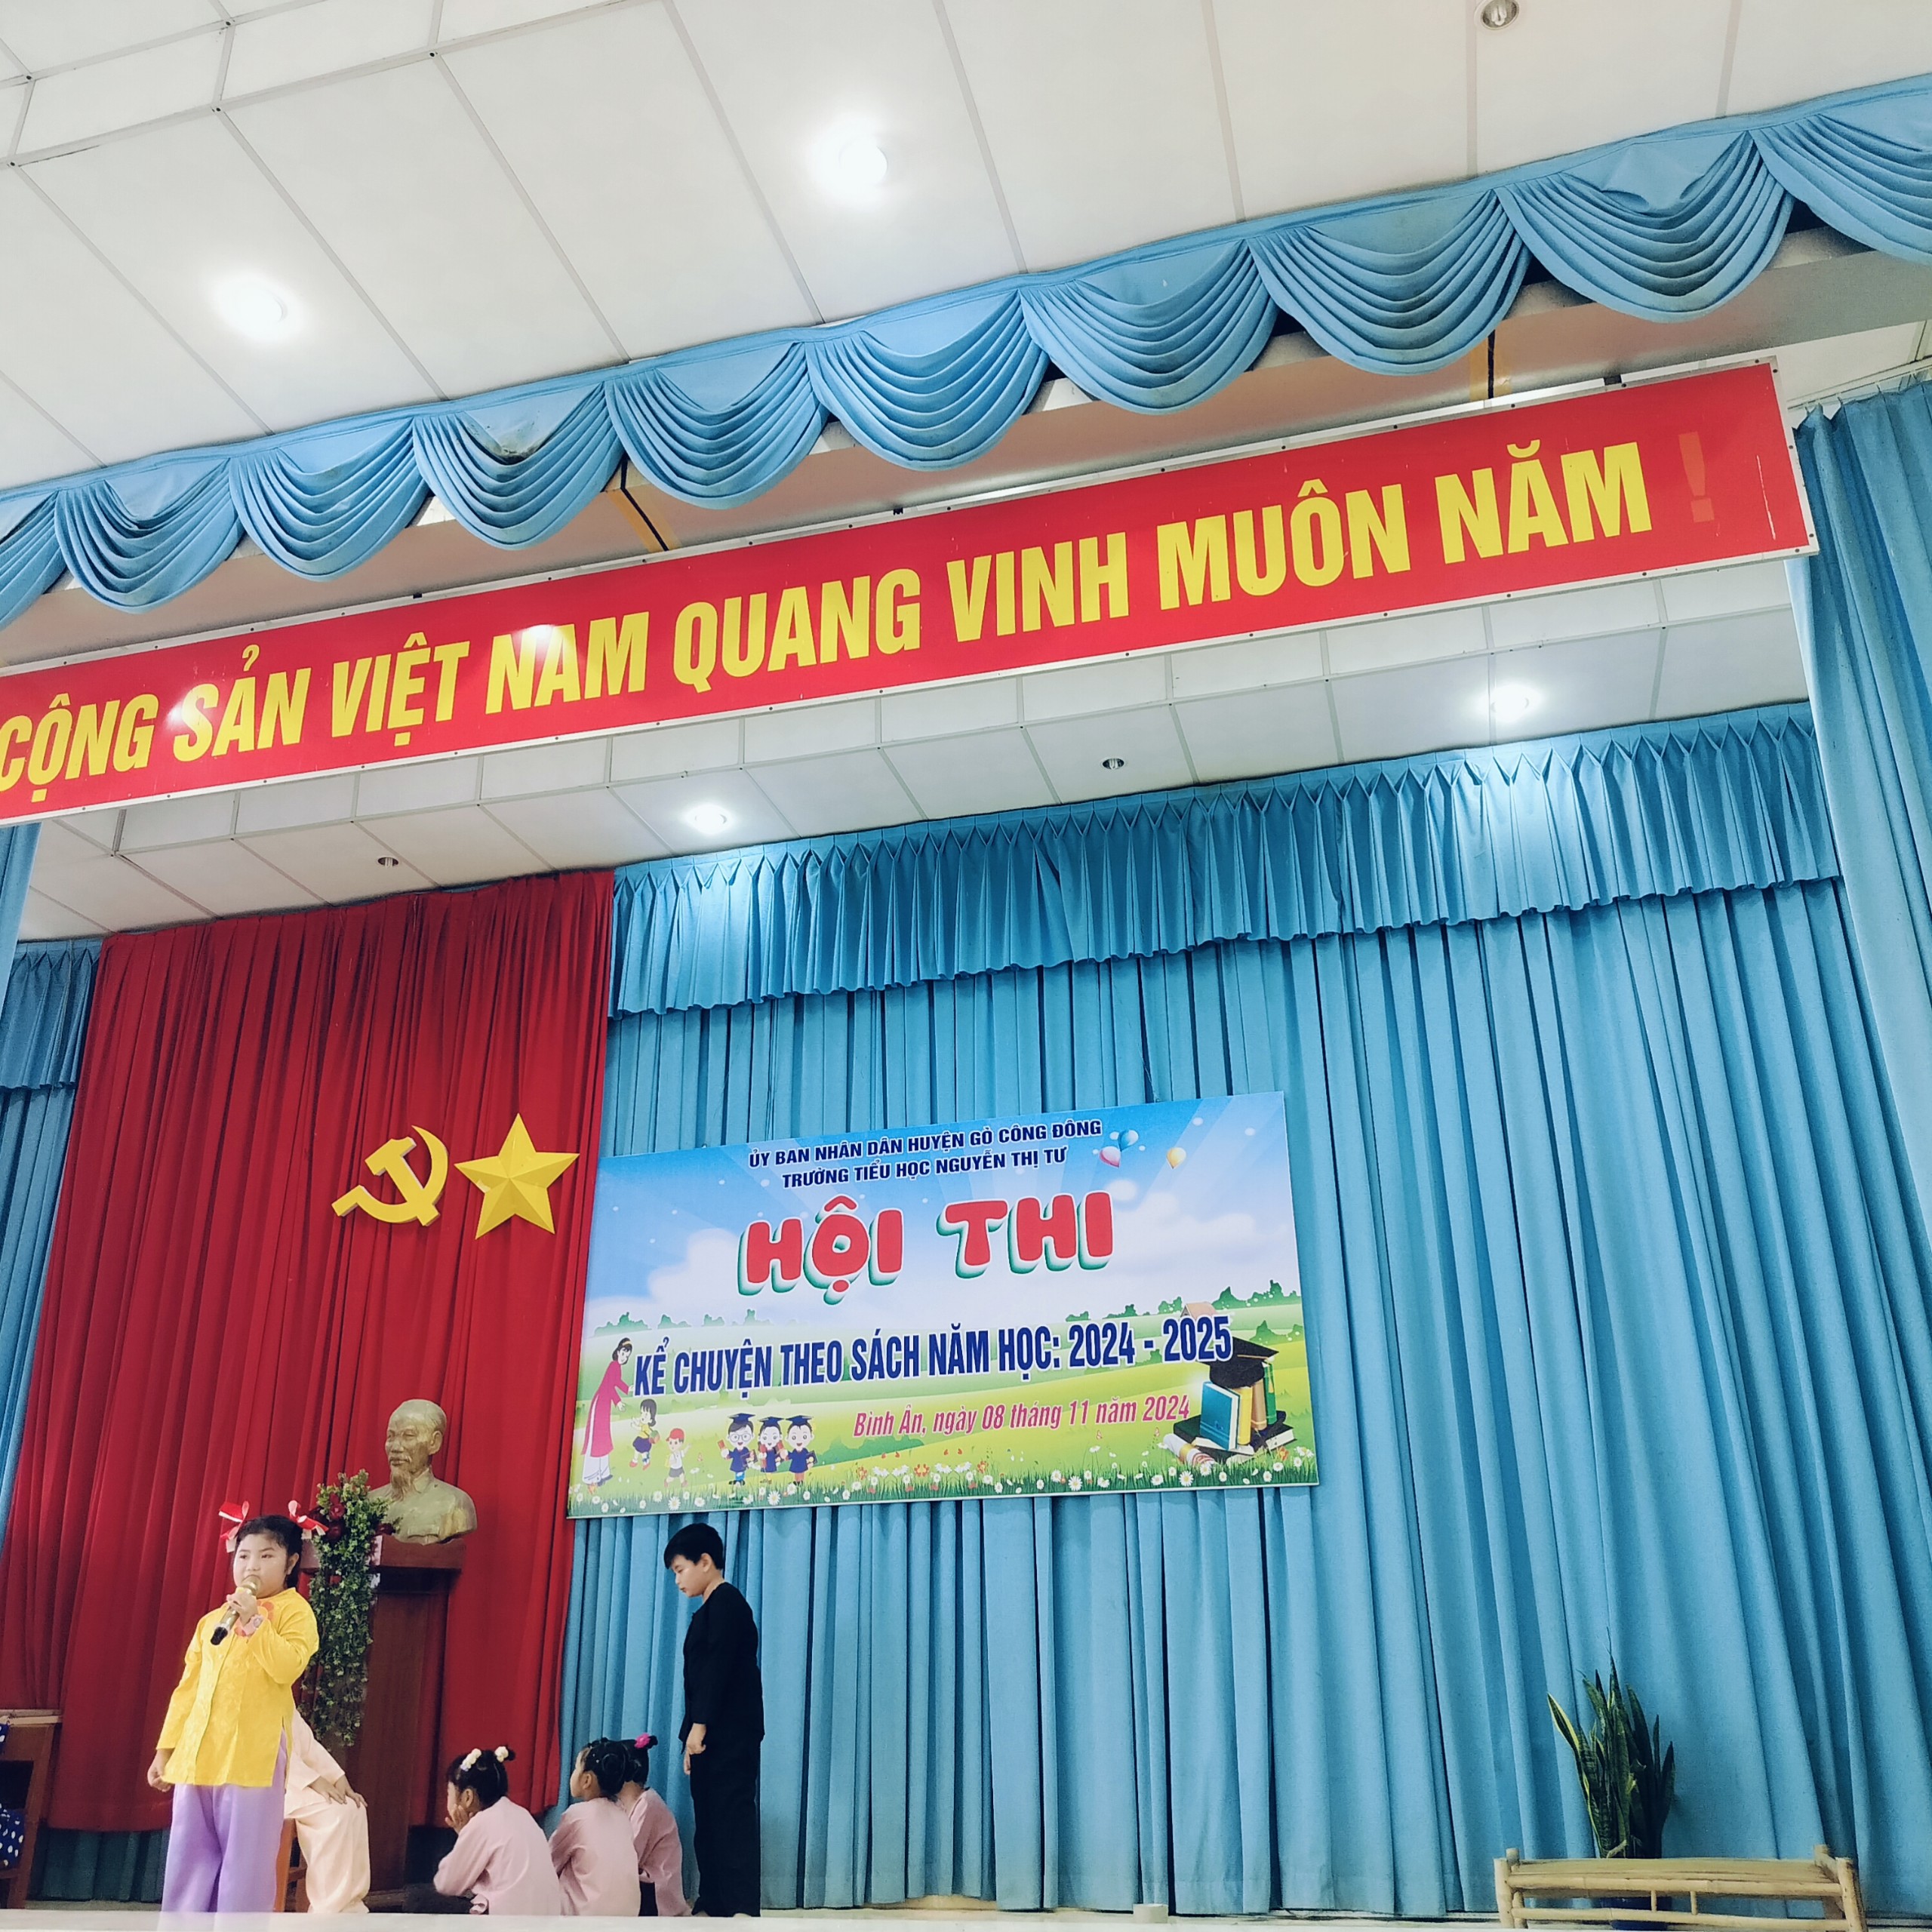 CỘNG SẢN VIỆT NAM QUANG VINH MUÔN NĂM !
ỦY BAN NHÂN DÂN HUYỆN GÒ CÔNG ĐÔNG
TRƯỜNG TIỂU HỌC NGUYỄN THỊ TƯ
HỘI THI
KỂ CHUYỆN THEO SÁCH NĂM HỌC: 2024 - 2025
Bình Ân, ngày 08 tháng 11 năm 2024